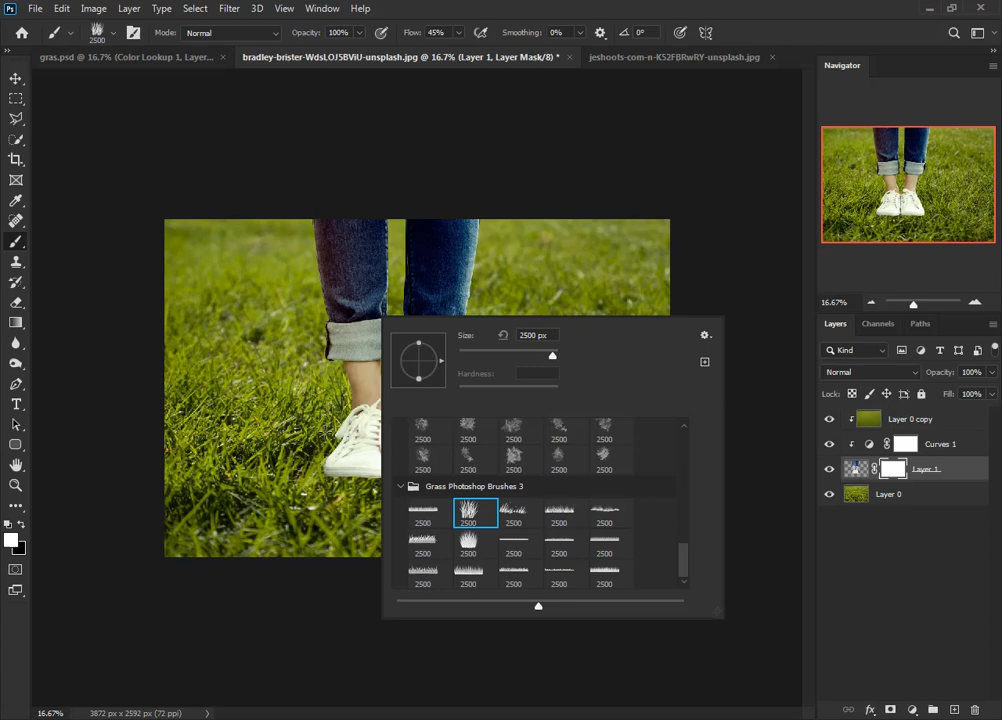 Ps File Edit Image Layer Type Select Filter 3D View Window Help
2500 Mode: Normal Opacity: 100% Flow: 45% Smoothing: 0% 0°
gras.psd @ 16.7% (Color Lookup 1, Layer... × bradley-brister-WdsLOJ5BViU-unsplash.jpg @ 16.7% (Layer 1, Layer Mask/8) * × jeshoots-com-n-K52FBRwRY-unsplash.jpg ×
Navigator
16.67%
Layers Channels Paths
Kind
Normal Opacity: 100%
Lock: Fill: 100%
Layer 0 copy
Curves 1
Layer 1
Layer 0
Size: 2500 px
Hardness:
2500 2500 2500 2500 2500
2500 2500 2500 2500 2500
Grass Photoshop Brushes 3
2500 2500 2500 2500 2500
2500 2500 2500 2500 2500
2500 2500 2500 2500 2500
16.67% 3872 px x 2592 px (72 ppi)